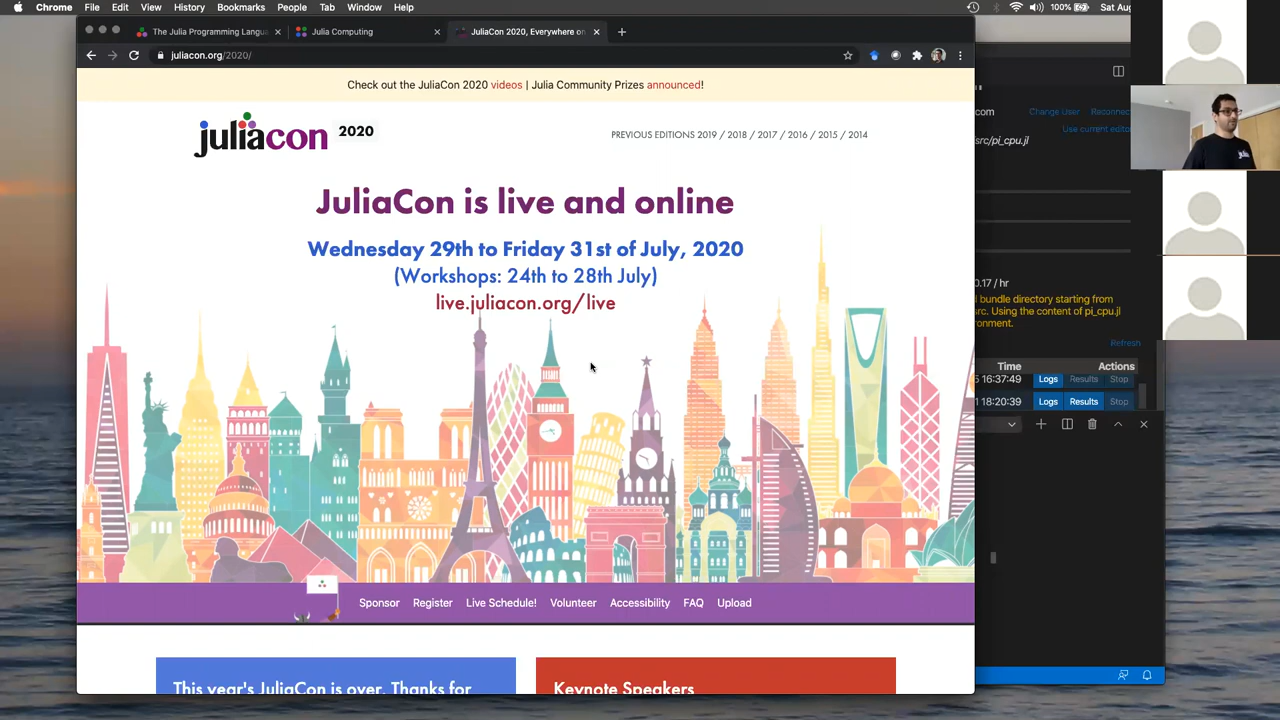 Chrome File Edit View History Bookmarks People Tab Window Help
100% Sat Aug
The Julia Programming Langu
Julia Computing
JuliaCon 2020, Everywhere on
juliacon.org/2020/
Check out the JuliaCon 2020 videos | Julia Community Prizes announced!
juliacon 2020
PREVIOUS EDITIONS 2019 / 2018 / 2017 / 2016 / 2015 / 2014
JuliaCon is live and online
Wednesday 29th to Friday 31st of July, 2020
(Workshops: 24th to 28th July)
live.juliacon.org/live
Sponsor Register Live Schedule! Volunteer Accessibility FAQ Upload
This year's JuliaCon is over. Thanks for
Keynote Speakers
com Change User Reconnec
Use current edito
src/pi_cpu.jl
0.17 / hr
l bundle directory starting from
src. Using the content of pi_cpu.jl
ronment.
Refresh
Time Actions
16:37:49 Logs Results Stop
18:20:39 Logs Results Stop